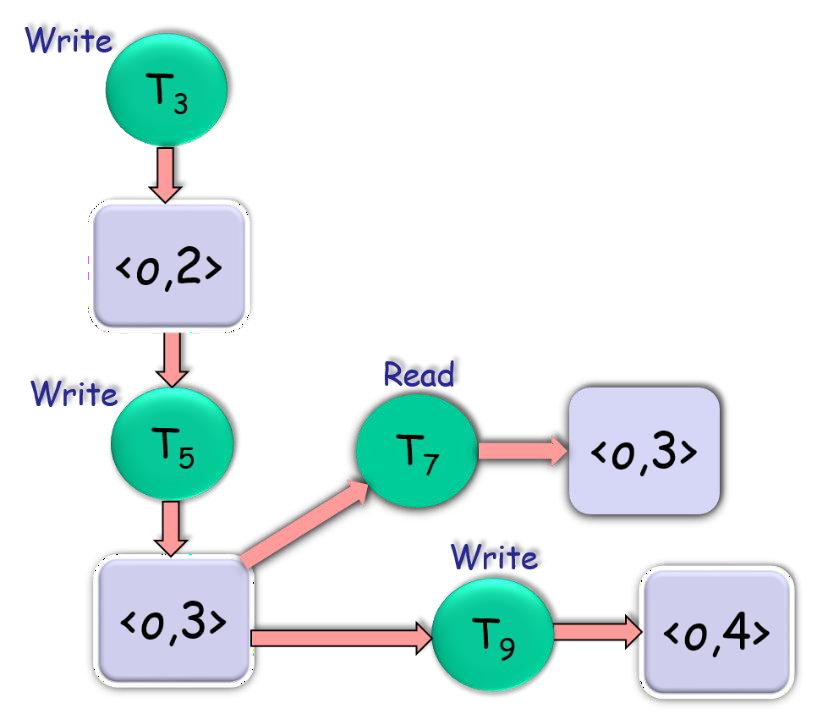 Write
T3
<o,2>
Write
T5
<o,3>
Read
T7
<o,3>
Write
T9
<o,4>